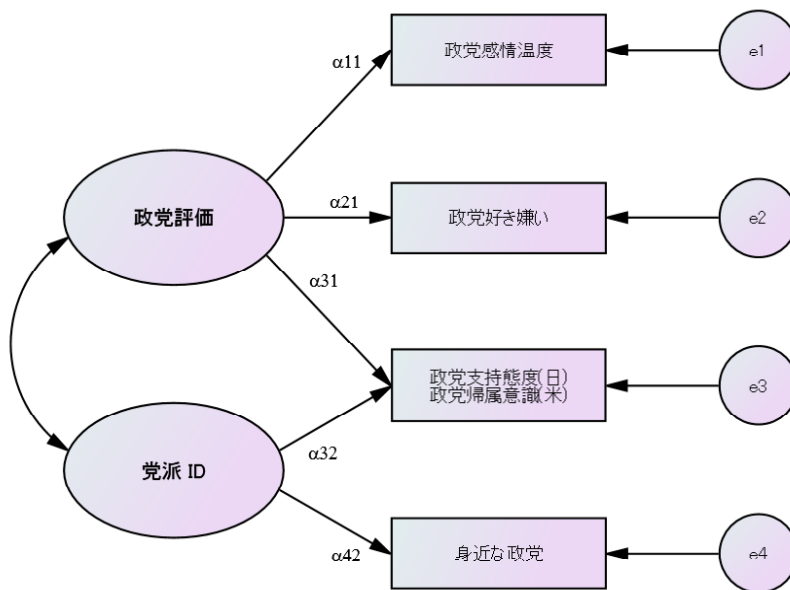 政党感情温度
e1
α11
政党評価
α21
政党好き嫌い
e2
α31
政党支持態度(日)
政党帰属意識(米)
e3
党派 ID
α32
α42
身近な政党
e4